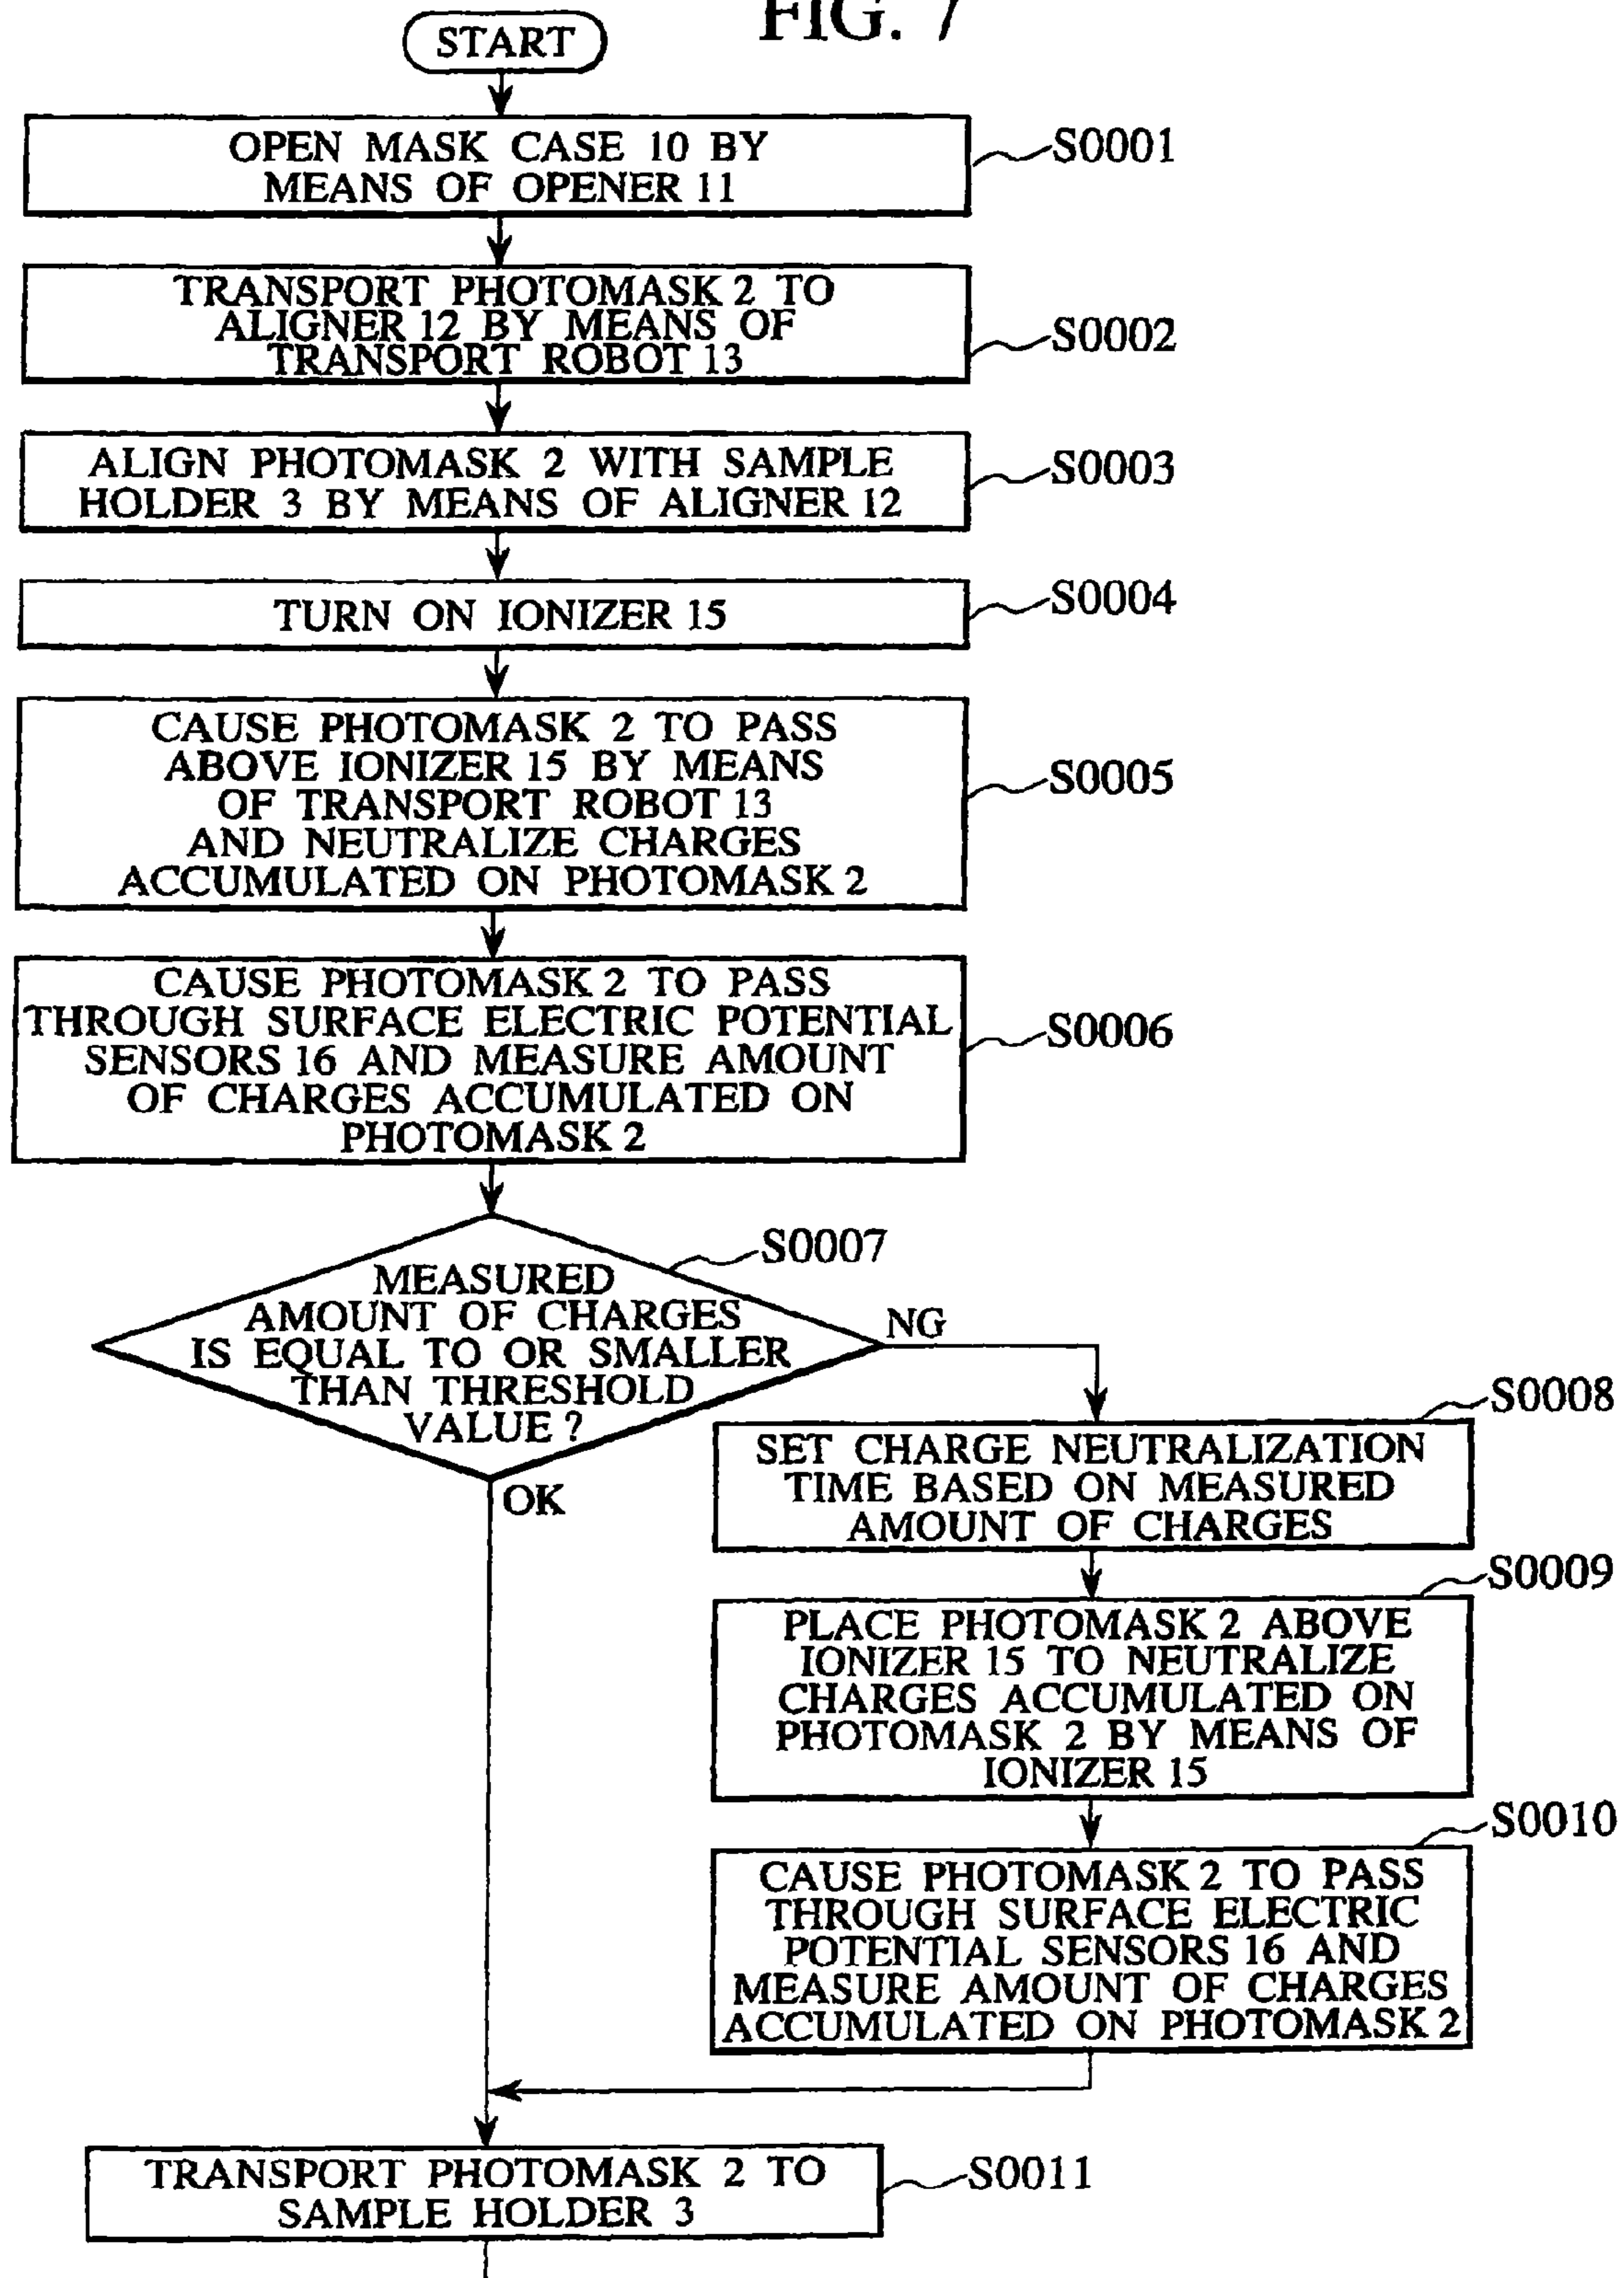 FIG. 7
START
OPEN MASK CASE 10 BY
MEANS OF OPENER 11
S0001
TRANSPORT PHOTOMASK 2 TO
ALIGNER 12 BY MEANS OF
TRANSPORT ROBOT 13
S0002
ALIGN PHOTOMASK 2 WITH SAMPLE
HOLDER 3 BY MEANS OF ALIGNER 12
S0003
TURN ON IONIZER 15
S0004
CAUSE PHOTOMASK 2 TO PASS
ABOVE IONIZER 15 BY MEANS
OF TRANSPORT ROBOT 13
AND NEUTRALIZE CHARGES
ACCUMULATED ON PHOTOMASK 2
S0005
CAUSE PHOTOMASK 2 TO PASS
THROUGH SURFACE ELECTRIC POTENTIAL
SENSORS 16 AND MEASURE AMOUNT
OF CHARGES ACCUMULATED ON
PHOTOMASK 2
S0006
S0007
MEASURED
AMOUNT OF CHARGES
IS EQUAL TO OR SMALLER
THAN THRESHOLD
VALUE ?
NG
OK
S0008
SET CHARGE NEUTRALIZATION
TIME BASED ON MEASURED
AMOUNT OF CHARGES
S0009
PLACE PHOTOMASK 2 ABOVE
IONIZER 15 TO NEUTRALIZE
CHARGES ACCUMULATED ON
PHOTOMASK 2 BY MEANS OF
IONIZER 15
S0010
CAUSE PHOTOMASK 2 TO PASS
THROUGH SURFACE ELECTRIC
POTENTIAL SENSORS 16 AND
MEASURE AMOUNT OF CHARGES
ACCUMULATED ON PHOTOMASK 2
TRANSPORT PHOTOMASK 2 TO
SAMPLE HOLDER 3
S0011